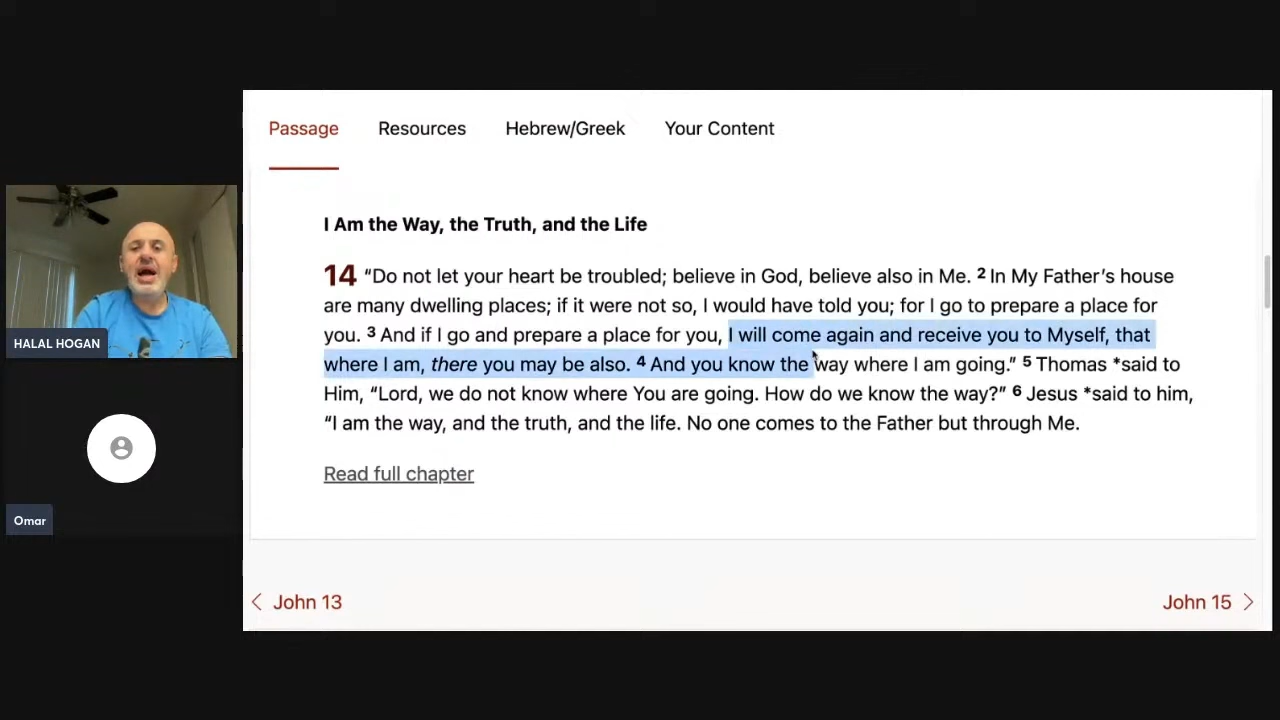 Passage Resources Hebrew/Greek Your Content
I Am the Way, the Truth, and the Life
14 “Do not let your heart be troubled; believe in God, believe also in Me. 2 In My Father’s house
are many dwelling places; if it were not so, I would have told you; for I go to prepare a place for
you. 3 And if I go and prepare a place for you, I will come again and receive you to Myself, that
where I am, there you may be also. 4 And you know the way where I am going.” 5 Thomas *said to
Him, “Lord, we do not know where You are going. How do we know the way?” 6 Jesus *said to him,
“I am the way, and the truth, and the life. No one comes to the Father but through Me.
Read full chapter
John 13
John 15
HALAL HOGAN
Omar